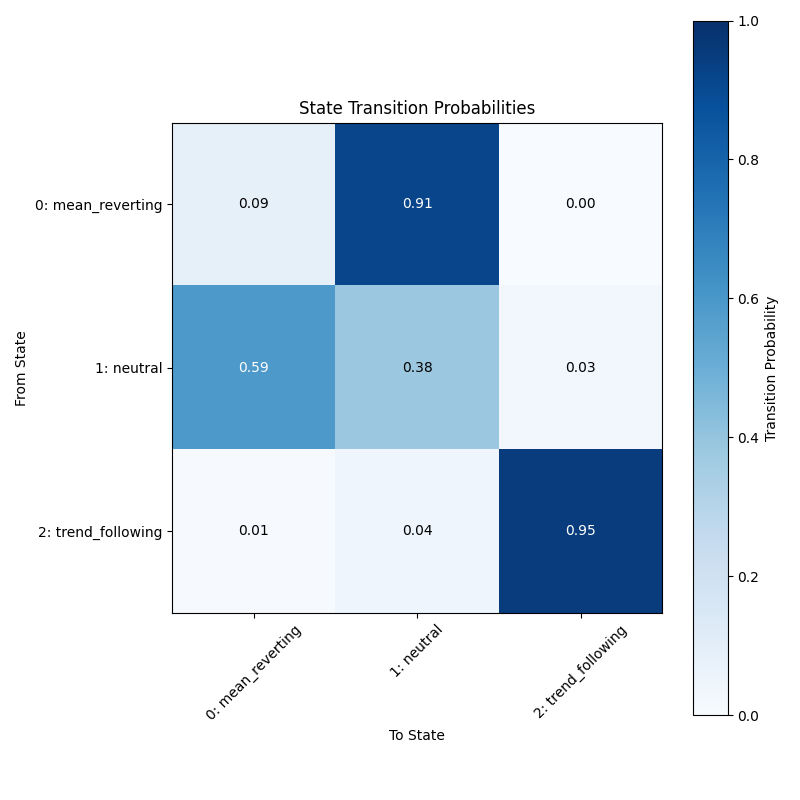 State Transition Probabilities
From State
0: mean_reverting
0.09
0.91
0.00
1: neutral
0.59
0.38
0.03
2: trend_following
0.01
0.04
0.95
0: mean_reverting
1: neutral
2: trend_following
To State
1.0
0.8
0.6
0.4
0.2
0.0
Transition Probability